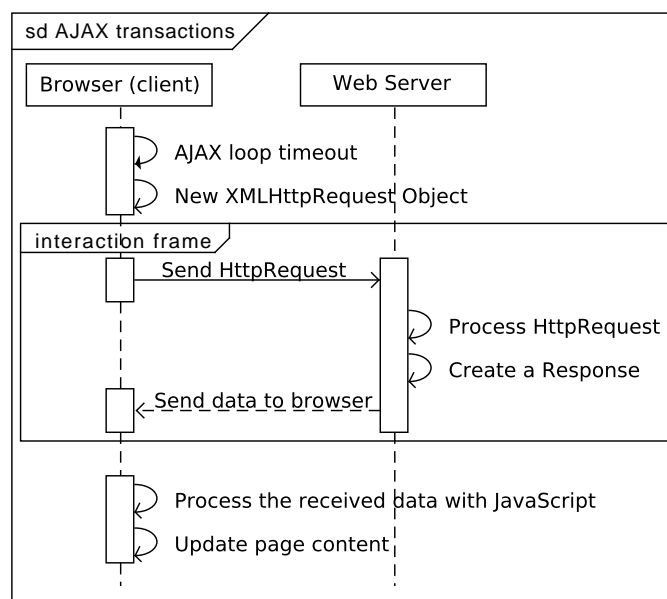 sd AJAX transactions
Browser (client)
Web Server
AJAX loop timeout
New XMLHttpRequest Object
interaction frame
Send HttpRequest
Process HttpRequest
Create a Response
Send data to browser
Process the received data with JavaScript
Update page content